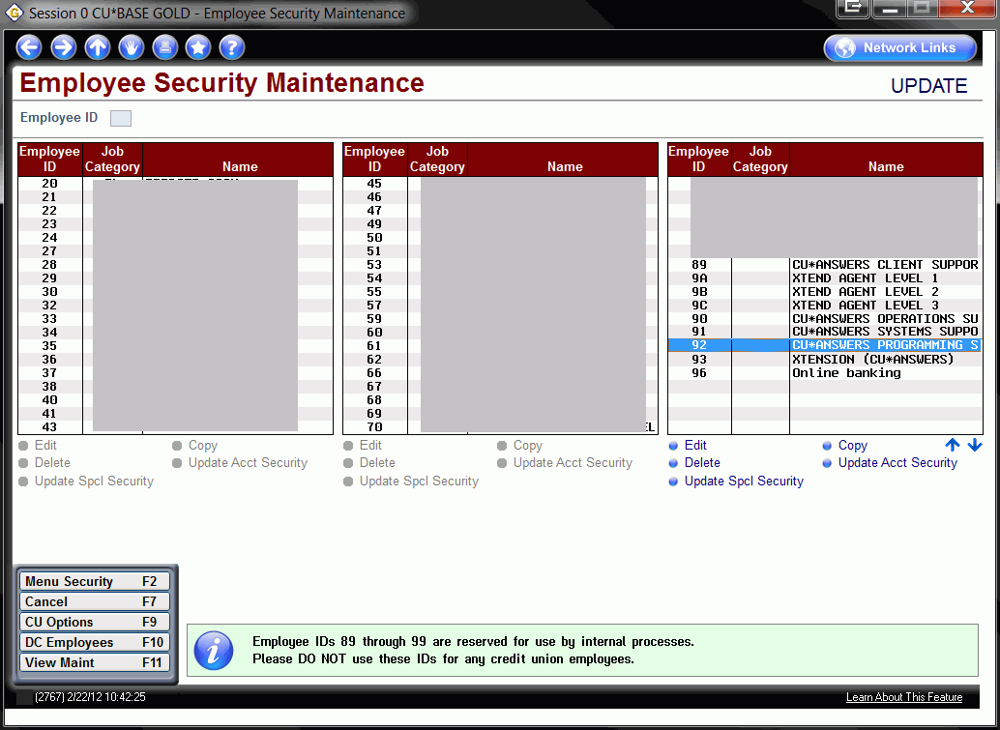 Session 0 CU*BASE GOLD - Employee Security Maintenance
Network Links
Employee Security Maintenance
UPDATE
Employee ID
Employee ID Job Category Name
20
21
22
23
24
27
28
29
30
32
33
34
35
36
37
38
40
41
43
Edit Copy
Delete Update Acct Security
Update Spcl Security
Employee ID Job Category Name
45
46
47
49
50
51
53
54
55
57
59
60
61
62
66
67
68
69
70
Edit Copy
Delete Update Acct Security
Update Spcl Security
Employee ID Job Category Name
89 CU*ANSWERS CLIENT SUPPOR
9A XTEND AGENT LEVEL 1
9B XTEND AGENT LEVEL 2
9C XTEND AGENT LEVEL 3
90 CU*ANSWERS OPERATIONS SU
91 CU*ANSWERS SYSTEMS SUPPO
92 CU*ANSWERS PROGRAMMING S
93 XTENSION (CU*ANSWERS)
96 Online banking
Edit Copy
Delete Update Acct Security
Update Spcl Security
Menu Security F2
Cancel F7
CU Options F9
DC Employees F10
View Maint F11
Employee IDs 89 through 99 are reserved for use by internal processes.
Please DO NOT use these IDs for any credit union employees.
(2767) 2/22/12 10:42:25
Learn About This Feature